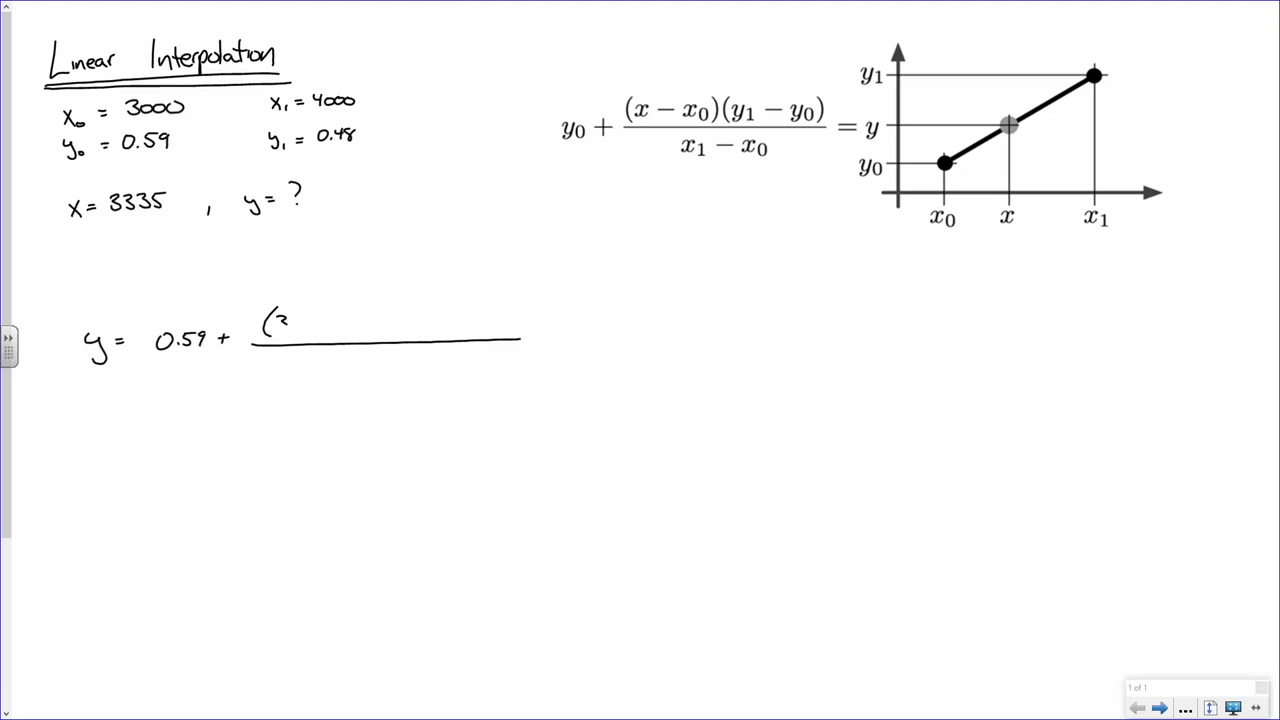 Linear Interpolation
x₀ = 3000 x₁ = 4000
y₀ = 0.59 y₁ = 0.48
x = 3335 , y = ?
y₀ + (x − x₀)(y₁ − y₀) / x₁ − x₀ = y
y₁
y
y₀
x₀ x x₁
y = 0.59 + (3
1 of 1